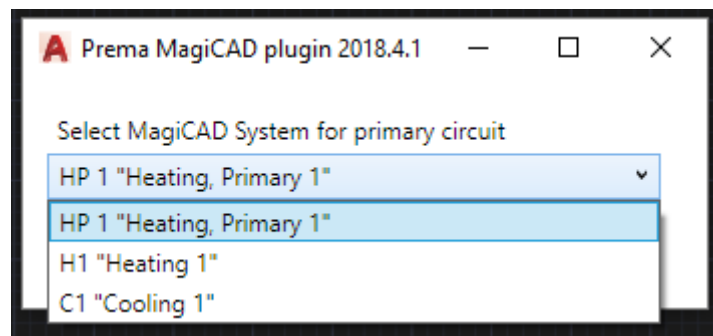 Prema MagiCAD plugin 2018.4.1
Select MagiCAD System for primary circuit
HP 1 "Heating, Primary 1"
HP 1 "Heating, Primary 1"
H1 "Heating 1"
C1 "Cooling 1"